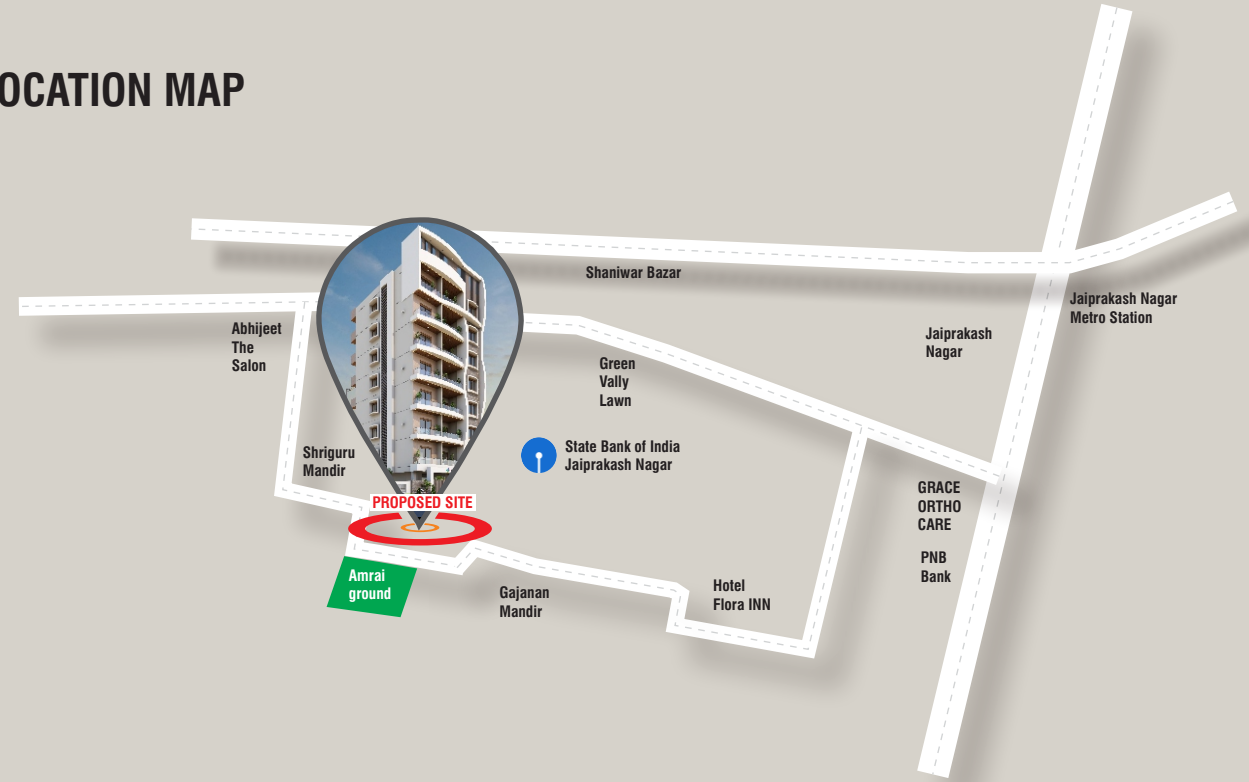 OCATION MAP
Shaniwar Bazar
Jaiprakash Nagar
Metro Station
Abhijeet
The
Salon
Jaiprakash
Nagar
Green
Vally
Lawn
Shriguru
Mandir
State Bank of India
Jaiprakash Nagar
PROPOSED SITE
GRACE
ORTHO
CARE
PNB
Bank
Amrai
ground
Gajanan
Mandir
Hotel
Flora INN